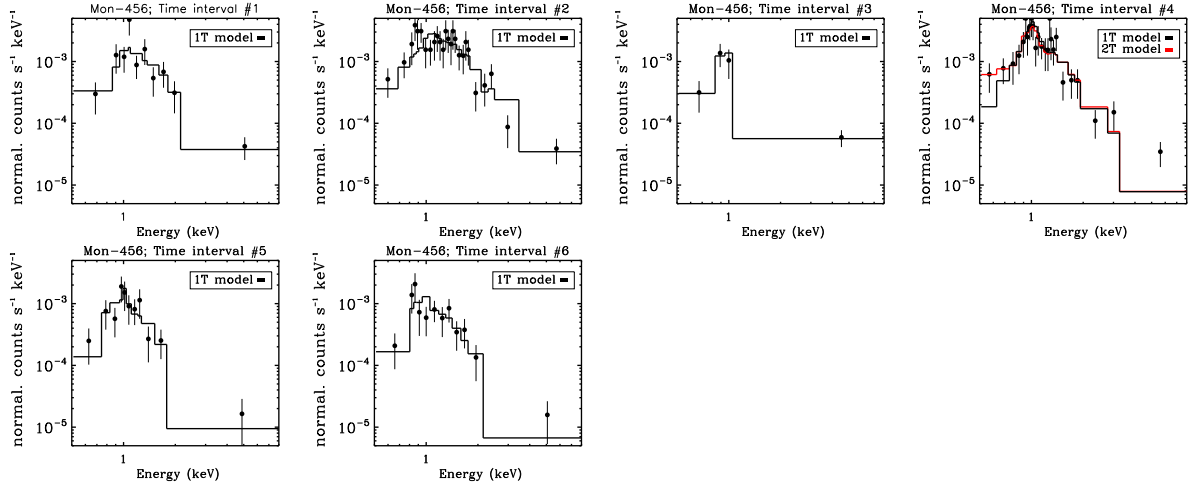 Mon-456; Time interval #1
normal. counts s⁻¹ keV⁻¹
10⁻³
10⁻⁴
10⁻⁵
1T model
1
Energy (keV)
Mon-456; Time interval #2
normal. counts s⁻¹ keV⁻¹
10⁻³
10⁻⁴
10⁻⁵
1T model
1
Energy (keV)
Mon-456; Time interval #3
normal. counts s⁻¹ keV⁻¹
10⁻³
10⁻⁴
10⁻⁵
1T model
1
Energy (keV)
Mon-456; Time interval #4
normal. counts s⁻¹ keV⁻¹
10⁻³
10⁻⁴
10⁻⁵
1T model
2T model
1
Energy (keV)
Mon-456; Time interval #5
normal. counts s⁻¹ keV⁻¹
10⁻³
10⁻⁴
10⁻⁵
1T model
1
Energy (keV)
Mon-456; Time interval #6
normal. counts s⁻¹ keV⁻¹
10⁻³
10⁻⁴
10⁻⁵
1T model
1
Energy (keV)